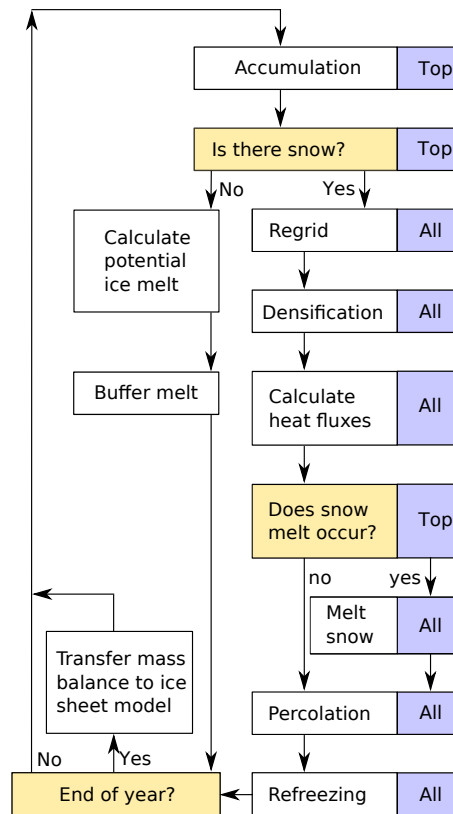 Accumulation Top
Is there snow? Top
No Yes
Calculate
potential
ice melt
Regrid All
Densification All
Buffer melt
Calculate
heat fluxes
All
Does snow
melt occur?
Top
no yes
Melt
snow
All
Transfer mass
balance to ice
sheet model
Percolation All
No Yes
End of year?
Refreezing All